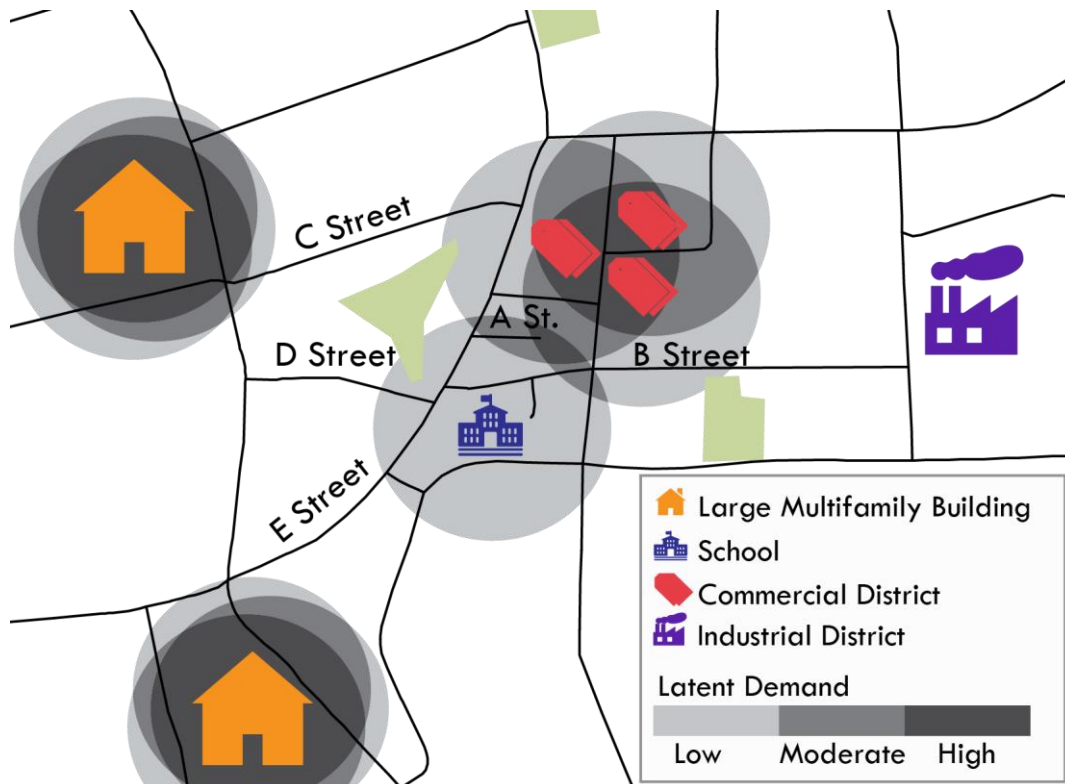 C Street
A St.
D Street
B Street
E Street
Large Multifamily Building
School
Commercial District
Industrial District
Latent Demand
Low Moderate High